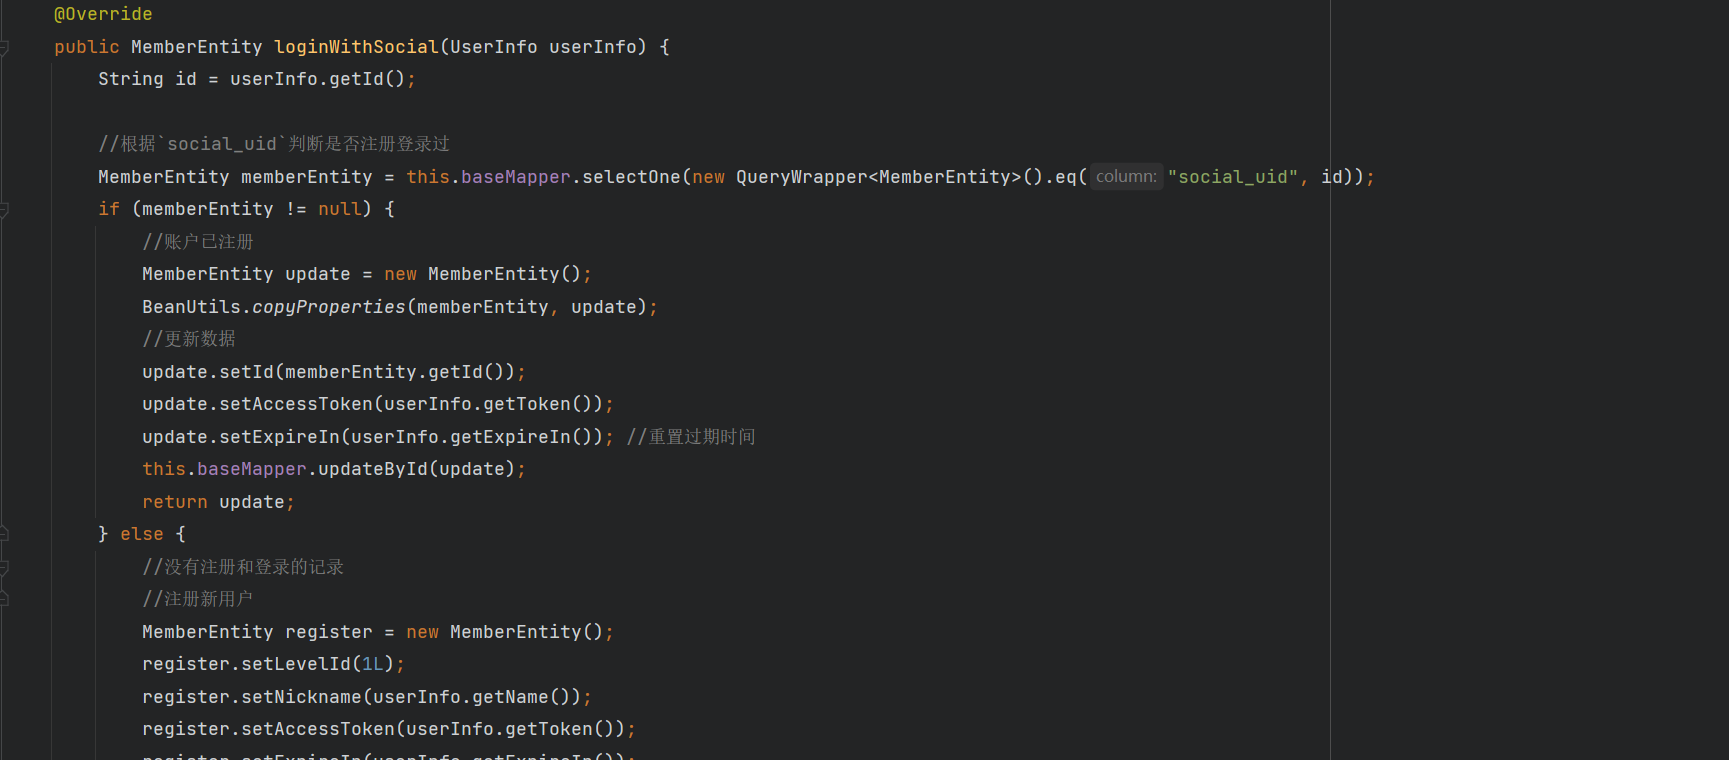 @Override
public MemberEntity loginWithSocial(UserInfo userInfo) {
String id = userInfo.getId();
//根据`social_uid`判断是否注册登录过
MemberEntity memberEntity = this.baseMapper.selectOne(new QueryWrapper<MemberEntity>().eq( column: "social_uid", id));
if (memberEntity != null) {
//账户已注册
MemberEntity update = new MemberEntity();
BeanUtils.copyProperties(memberEntity, update);
//更新数据
update.setId(memberEntity.getId());
update.setAccessToken(userInfo.getToken());
update.setExpireIn(userInfo.getExpireIn()); //重置过期时间
this.baseMapper.updateById(update);
return update;
} else {
//没有注册和登录的记录
//注册新用户
MemberEntity register = new MemberEntity();
register.setLevelId(1L);
register.setNickname(userInfo.getName());
register.setAccessToken(userInfo.getToken());
register.setExpireIn(userInfo.getExpireIn());